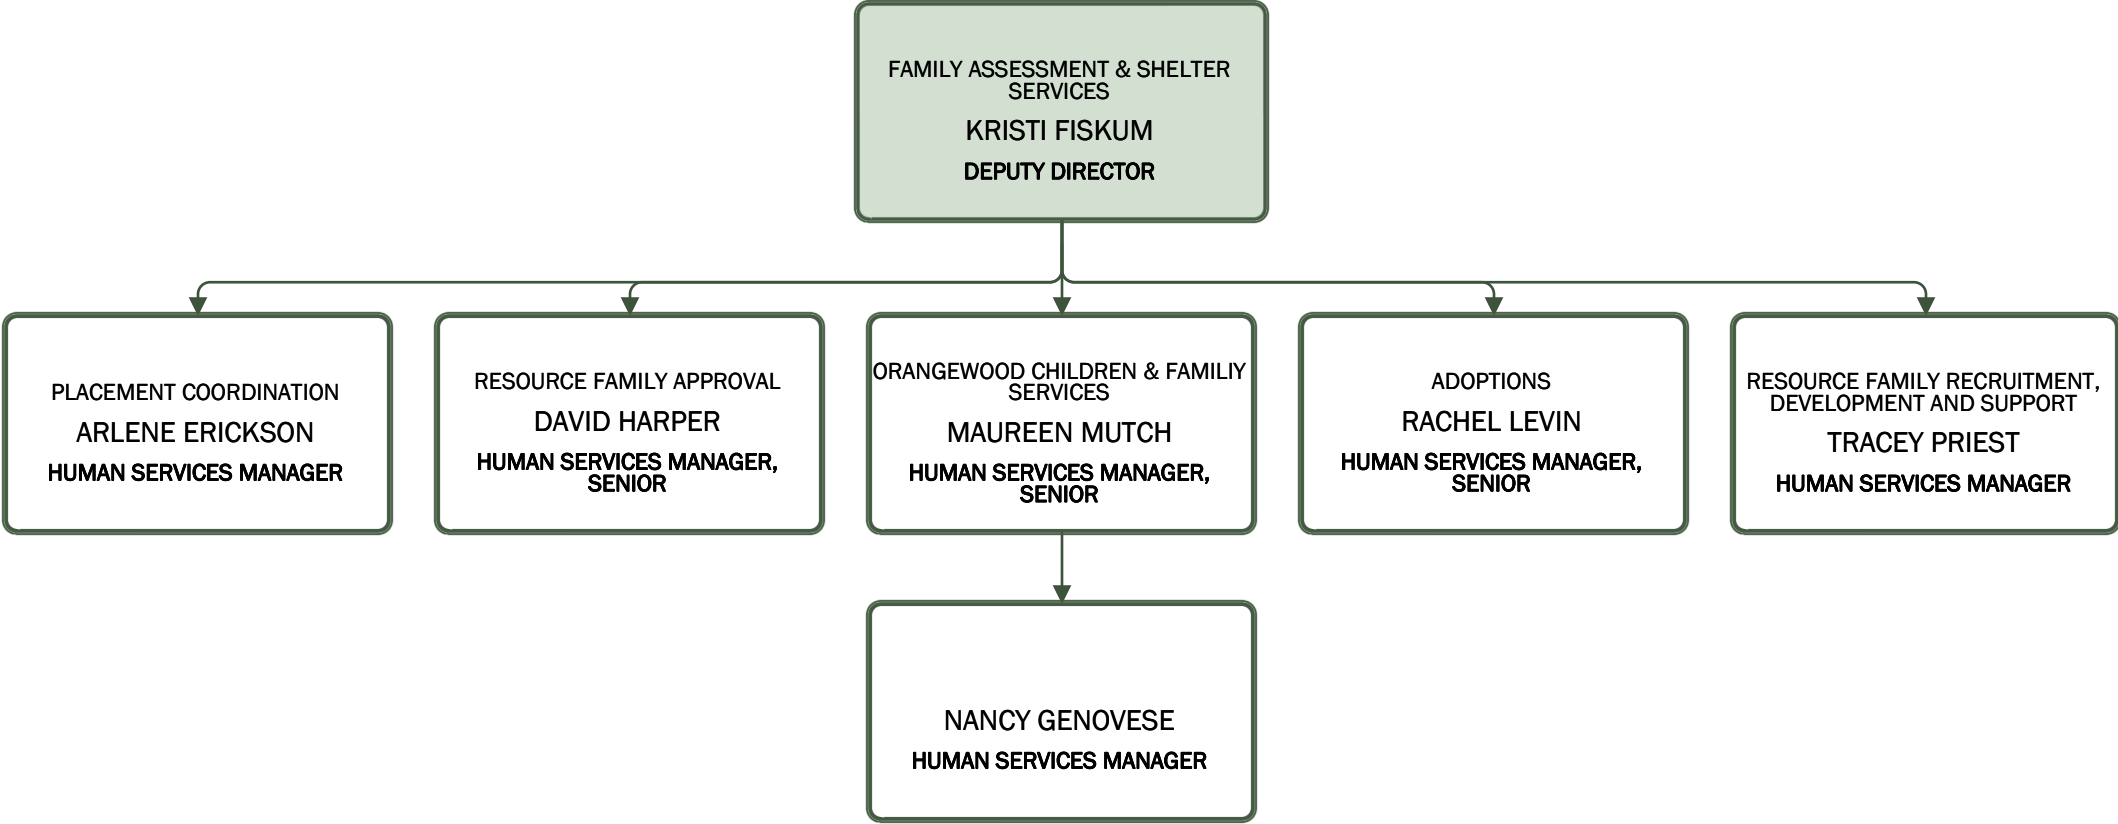 FAMILY ASSESSMENT & SHELTER
SERVICES
KRISTI FISKUM
DEPUTY DIRECTOR
PLACEMENT COORDINATION
ARLENE ERICKSON
HUMAN SERVICES MANAGER
RESOURCE FAMILY APPROVAL
DAVID HARPER
HUMAN SERVICES MANAGER,
SENIOR
ORANGEWOOD CHILDREN & FAMILIY
SERVICES
MAUREEN MUTCH
HUMAN SERVICES MANAGER,
SENIOR
ADOPTIONS
RACHEL LEVIN
HUMAN SERVICES MANAGER,
SENIOR
RESOURCE FAMILY RECRUITMENT,
DEVELOPMENT AND SUPPORT
TRACEY PRIEST
HUMAN SERVICES MANAGER
NANCY GENOVESE
HUMAN SERVICES MANAGER